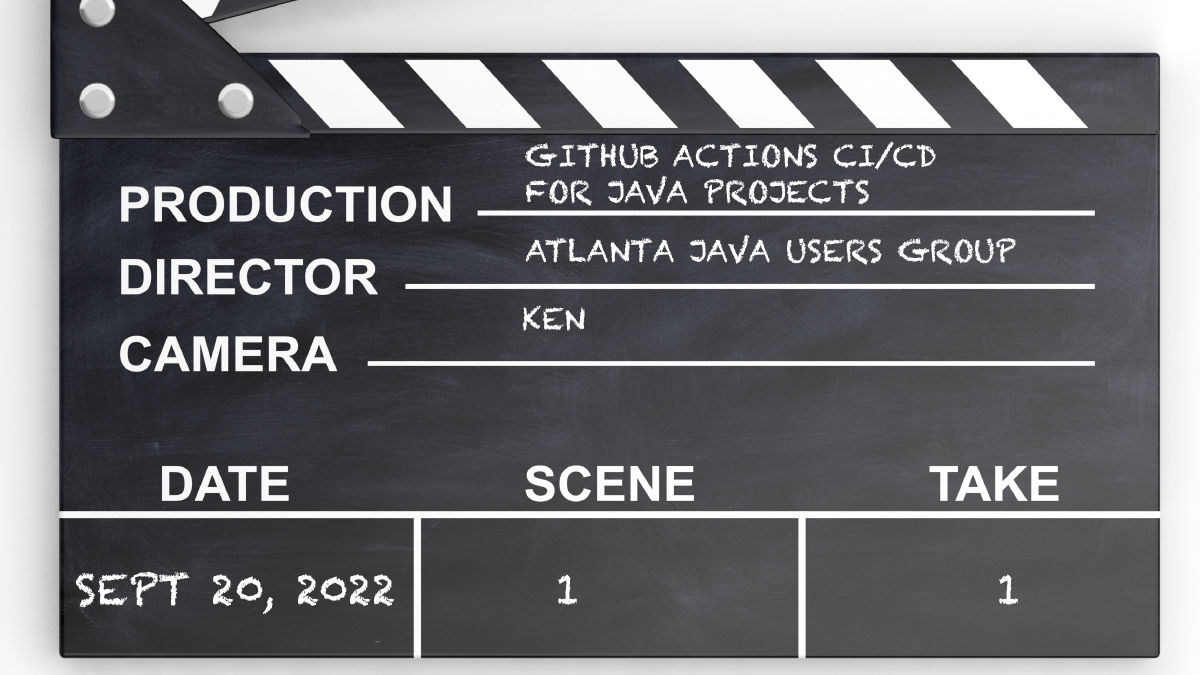 GITHUB ACTIONS CI/CD
FOR JAVA PROJECTS
PRODUCTION
ATLANTA JAVA USERS GROUP
DIRECTOR
KEN
CAMERA
DATE SCENE TAKE
SEPT 20, 2022 1 1